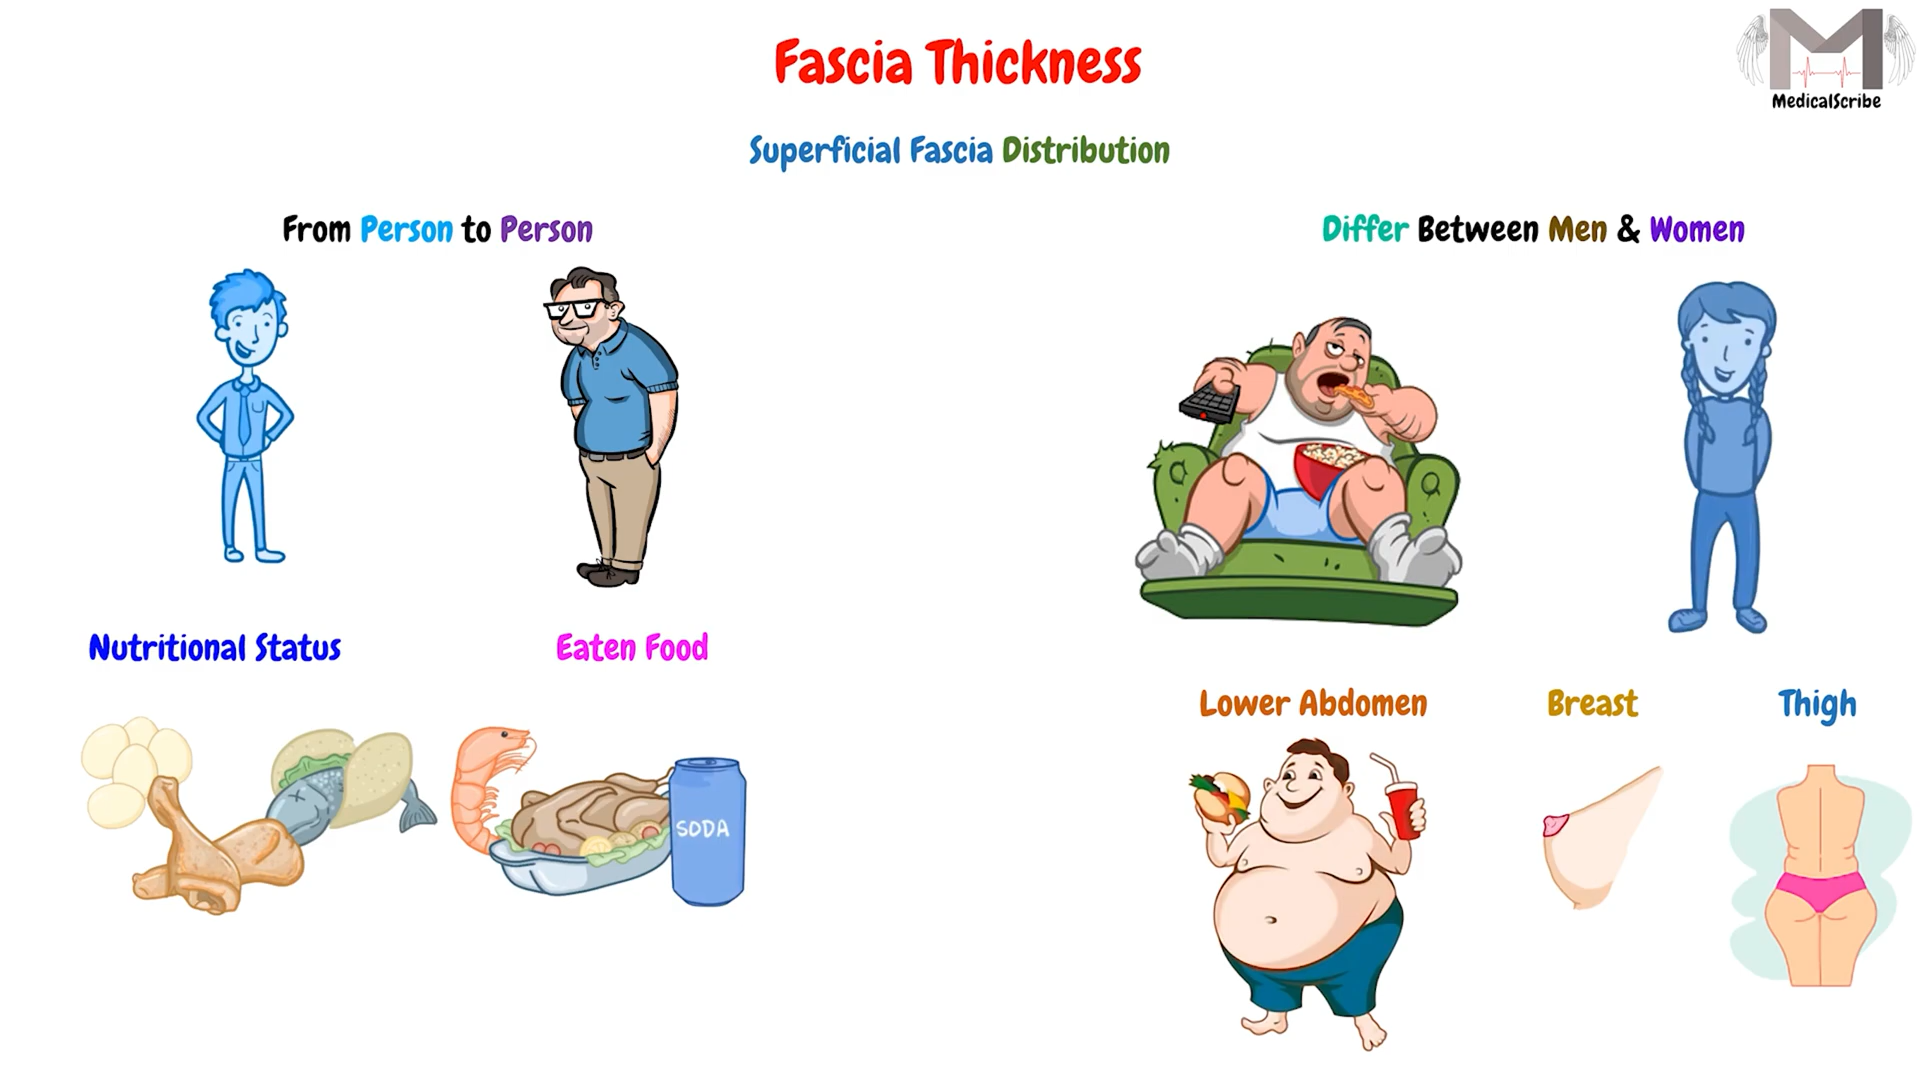 Fascia Thickness
MedicalScribe
Superficial Fascia Distribution
From Person to Person
Differ Between Men & Women
Nutritional Status
Eaten Food
Lower Abdomen
Breast
Thigh
SODA